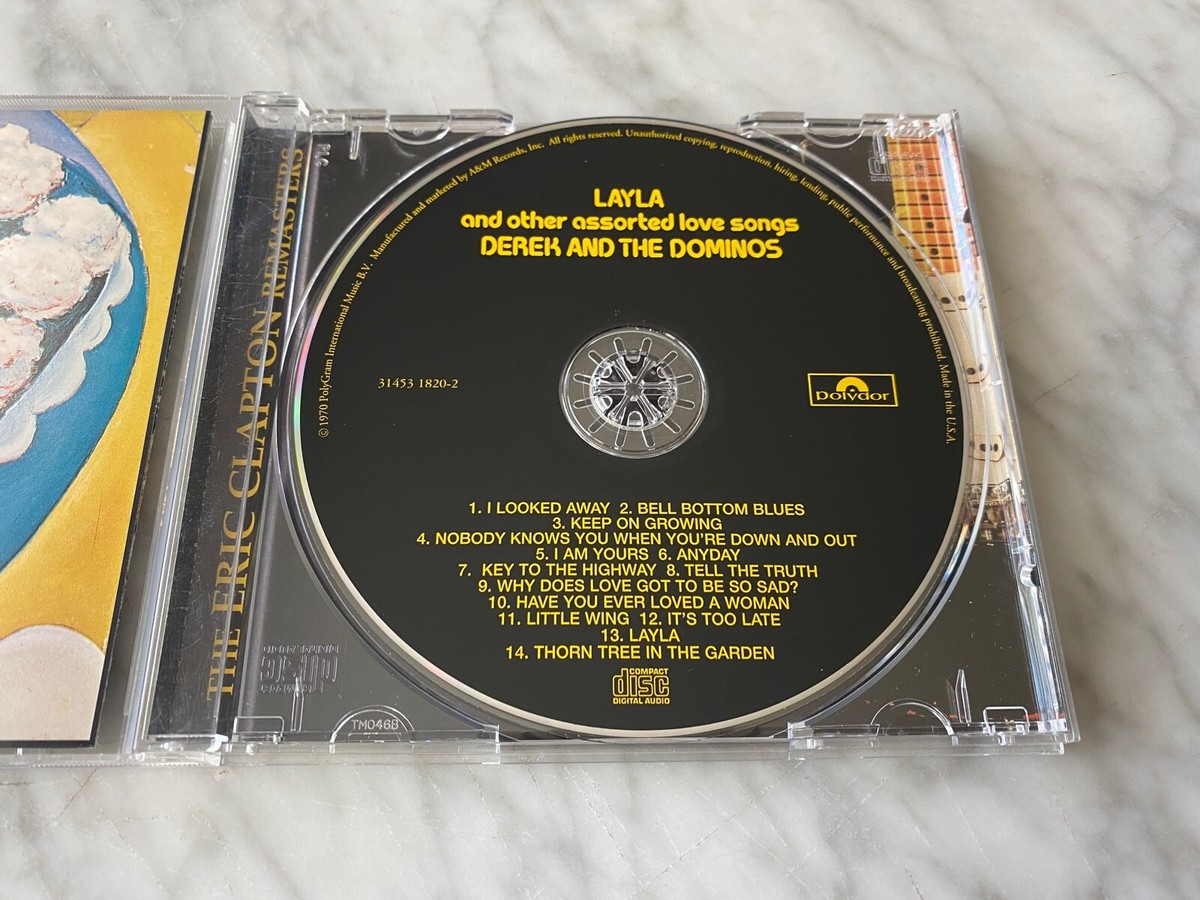 THE ERIC CLAPTON REMASTERS
© 1970 PolyGram International Music B.V. Manufactured and marketed by A&M Records, Inc. All rights reserved. Unauthorized copying, reproduction, hiring, lending, public performance and broadcasting prohibited. Made in the U.S.A.
LAYLA
and other assorted love songs
DEREK AND THE DOMINOS
31453 1820-2
polydor
1. I LOOKED AWAY 2. BELL BOTTOM BLUES
3. KEEP ON GROWING
4. NOBODY KNOWS YOU WHEN YOU'RE DOWN AND OUT
5. I AM YOURS 6. ANYDAY
7. KEY TO THE HIGHWAY 8. TELL THE TRUTH
9. WHY DOES LOVE GOT TO BE SO SAD?
10. HAVE YOU EVER LOVED A WOMAN
11. LITTLE WING 12. IT'S TOO LATE
13. LAYLA
14. THORN TREE IN THE GARDEN
COMPACT
disc
DIGITAL AUDIO
TM046B